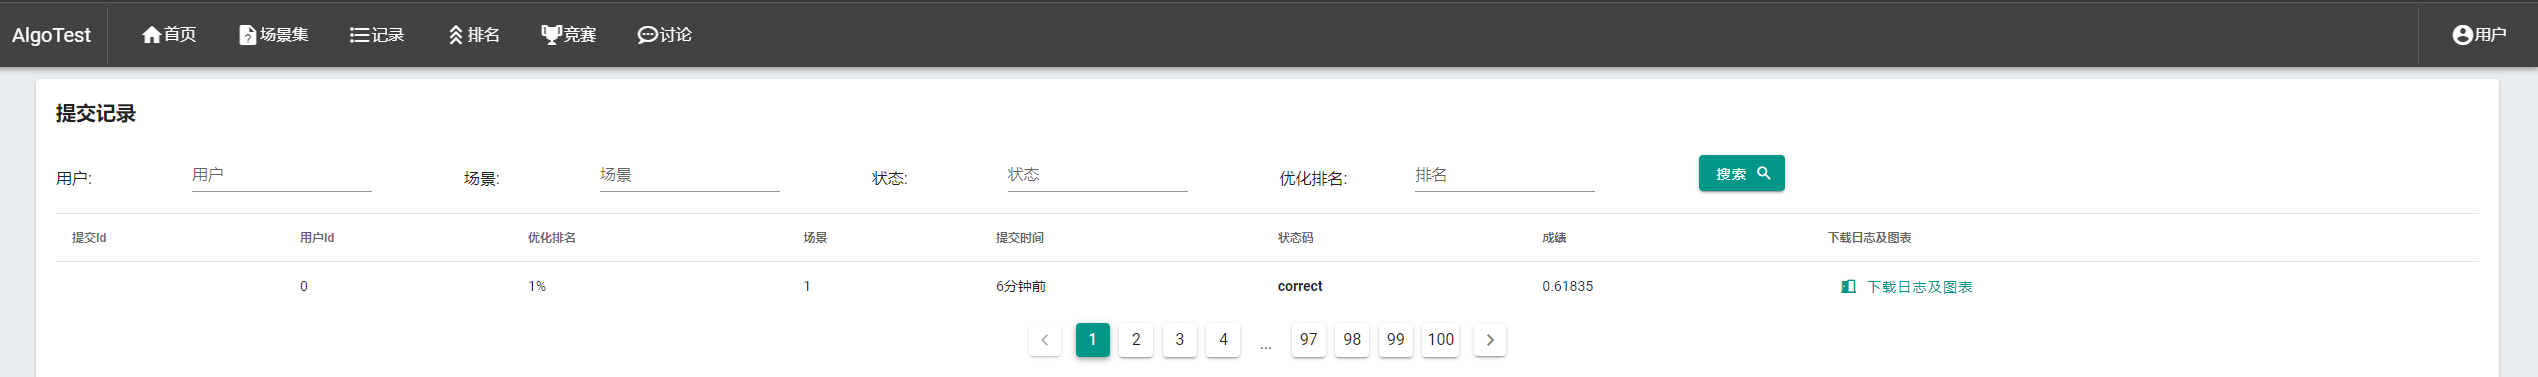 AlgoTest 首页 场景集 记录 排名 竞赛 讨论 用户
提交记录
用户: 用户 场景: 场景 状态: 状态 优化排名: 排名 搜索
提交Id 用户Id 优化排名 场景 提交时间 状态码 成绩 下载日志及图表
0 1% 1 6分钟前 correct 0.61835 下载日志及图表
1 2 3 4 ... 97 98 99 100